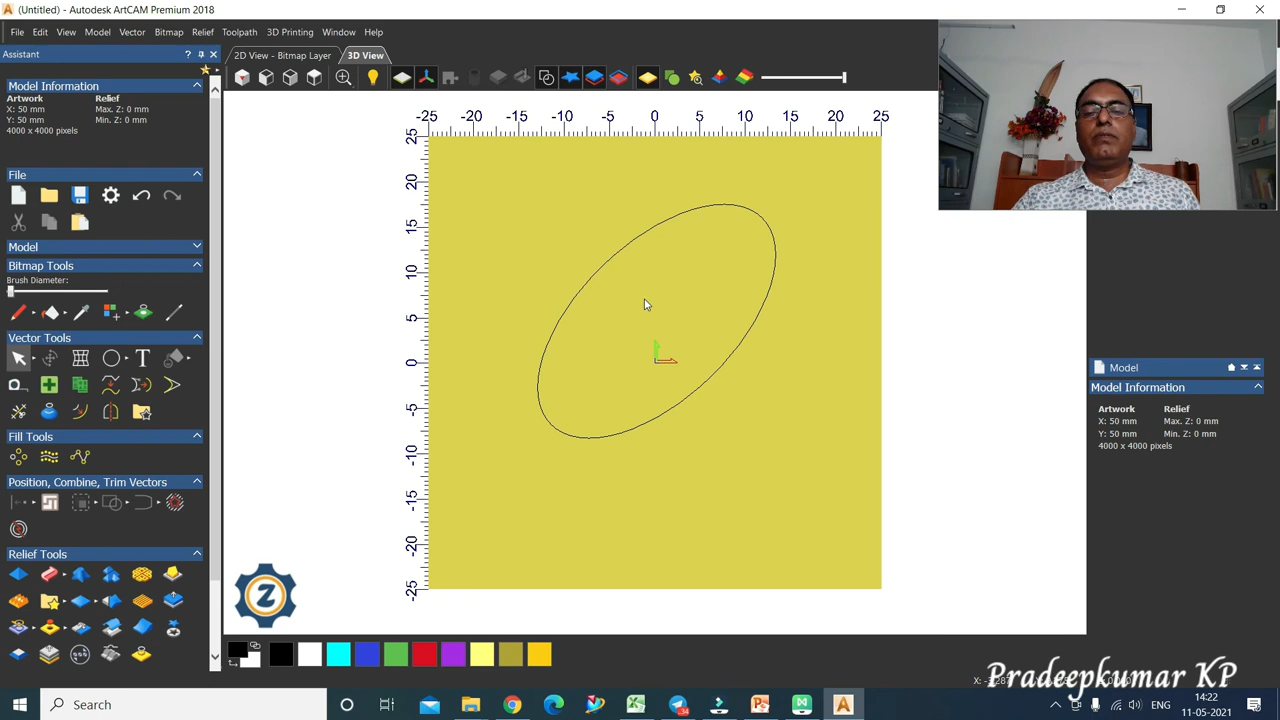 (Untitled) - Autodesk ArtCAM Premium 2018
File Edit View Model Vector Bitmap Relief Toolpath 3D Printing Window Help
Assistant
2D View - Bitmap Layer 3D View
Model Information
Artwork Relief
X: 50 mm Max. Z: 0 mm
Y: 50 mm Min. Z: 0 mm
4000 x 4000 pixels
-25 -20 -15 -10 -5 0 5 10 15 20 25
25
20
15
10
5
0
-5
-10
-15
-20
-25
File
Model
Bitmap Tools
Brush Diameter:
Vector Tools
Fill Tools
Position, Combine, Trim Vectors
Relief Tools
Model
Model Information
Artwork Relief
X: 50 mm Max. Z: 0 mm
Y: 50 mm Min. Z: 0 mm
4000 x 4000 pixels
Z
Pradeepkumar KP
Search
34
ENG
14:22
11-05-2021